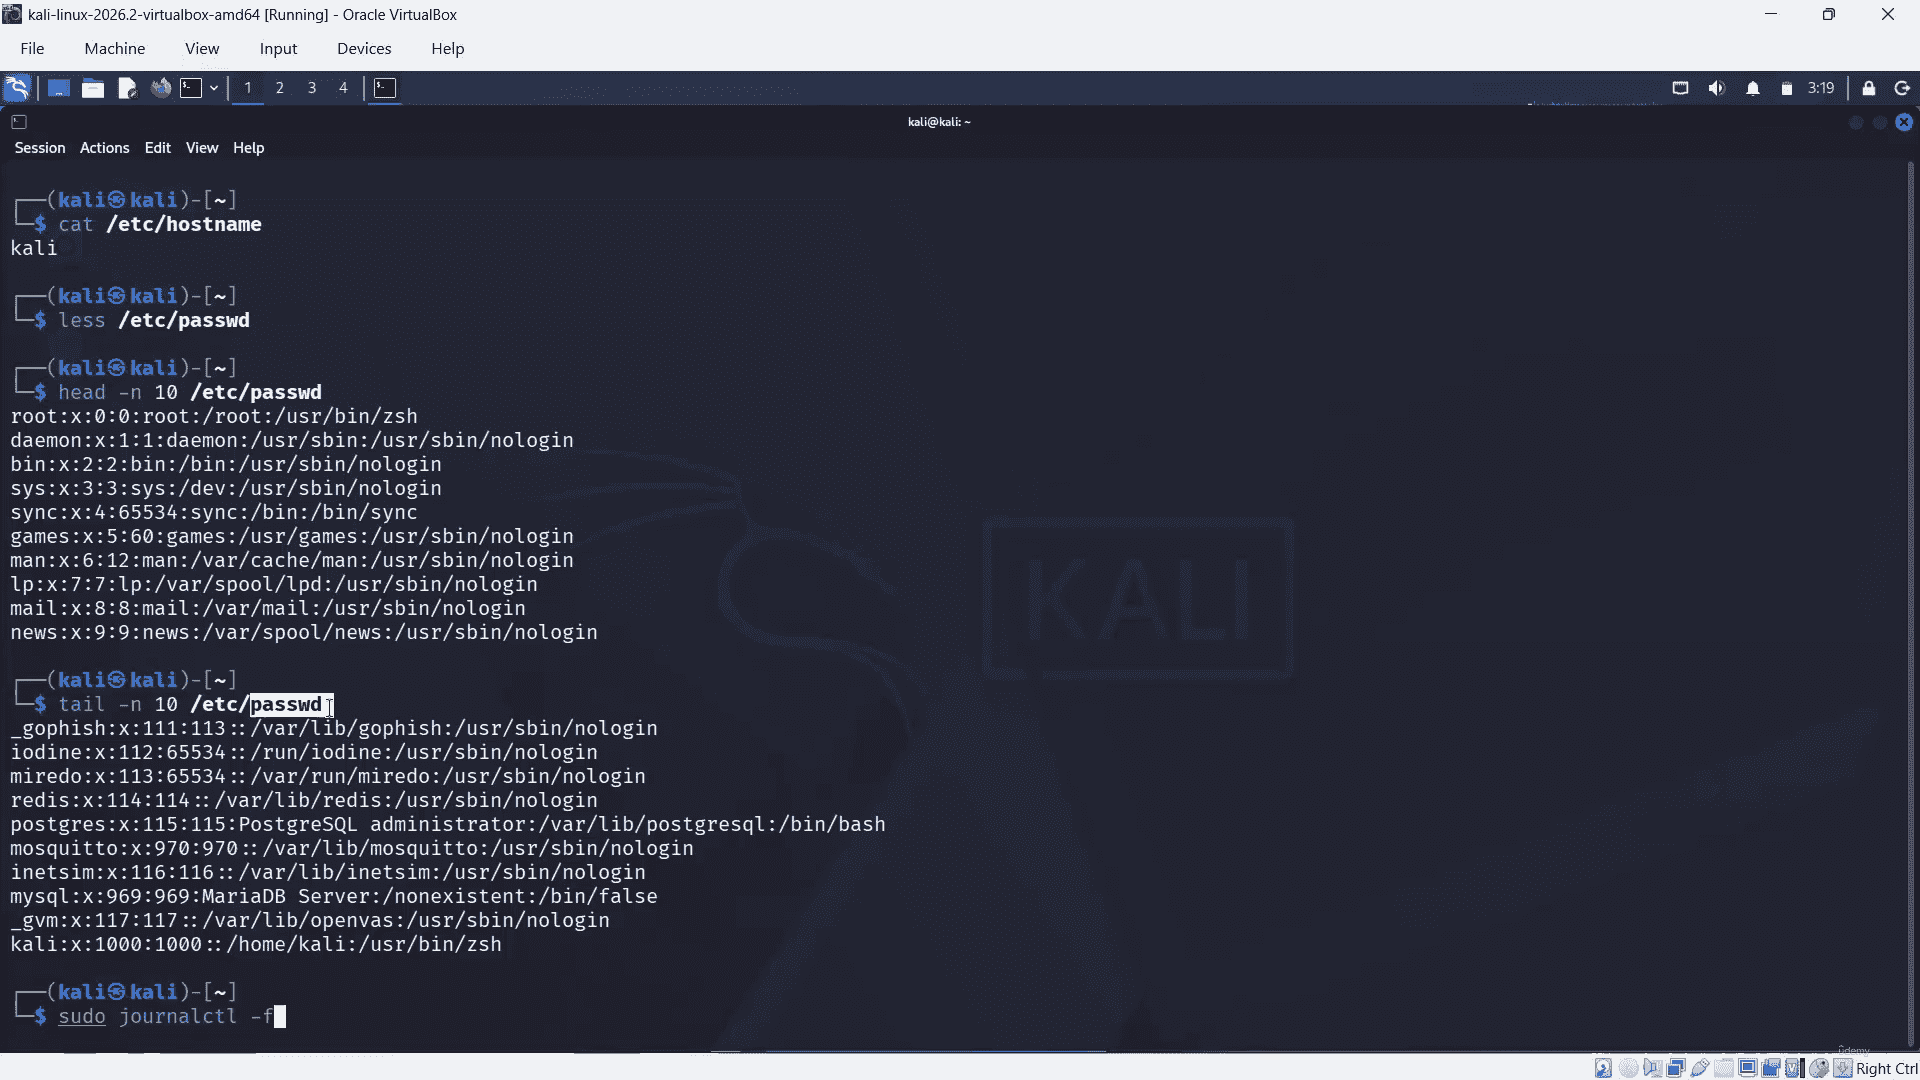 kali-linux-2026.2-virtualbox-amd64 [Running] - Oracle VirtualBox
File Machine View Input Devices Help
1 2 3 4 3:19
kali@kali: ~
Session Actions Edit View Help
┌──(kali㉿kali)-[~]
└─$ cat /etc/hostname
kali
┌──(kali㉿kali)-[~]
└─$ less /etc/passwd
┌──(kali㉿kali)-[~]
└─$ head -n 10 /etc/passwd
root:x:0:0:root:/root:/usr/bin/zsh
daemon:x:1:1:daemon:/usr/sbin:/usr/sbin/nologin
bin:x:2:2:bin:/bin:/usr/sbin/nologin
sys:x:3:3:sys:/dev:/usr/sbin/nologin
sync:x:4:65534:sync:/bin:/bin/sync
games:x:5:60:games:/usr/games:/usr/sbin/nologin
man:x:6:12:man:/var/cache/man:/usr/sbin/nologin
lp:x:7:7:lp:/var/spool/lpd:/usr/sbin/nologin
mail:x:8:8:mail:/var/mail:/usr/sbin/nologin
news:x:9:9:news:/var/spool/news:/usr/sbin/nologin
┌──(kali㉿kali)-[~]
└─$ tail -n 10 /etc/passwd
_gophish:x:111:113::/var/lib/gophish:/usr/sbin/nologin
iodine:x:112:65534::/run/iodine:/usr/sbin/nologin
miredo:x:113:65534::/var/run/miredo:/usr/sbin/nologin
redis:x:114:114::/var/lib/redis:/usr/sbin/nologin
postgres:x:115:115:PostgreSQL administrator:/var/lib/postgresql:/bin/bash
mosquitto:x:970:970::/var/lib/mosquitto:/usr/sbin/nologin
inetsim:x:116:116::/var/lib/inetsim:/usr/sbin/nologin
mysql:x:969:969:MariaDB Server:/nonexistent:/bin/false
_gvm:x:117:117::/var/lib/openvas:/usr/sbin/nologin
kali:x:1000:1000::/home/kali:/usr/bin/zsh
┌──(kali㉿kali)-[~]
└─$ sudo journalctl -f
KALI
udemy
Right Ctrl